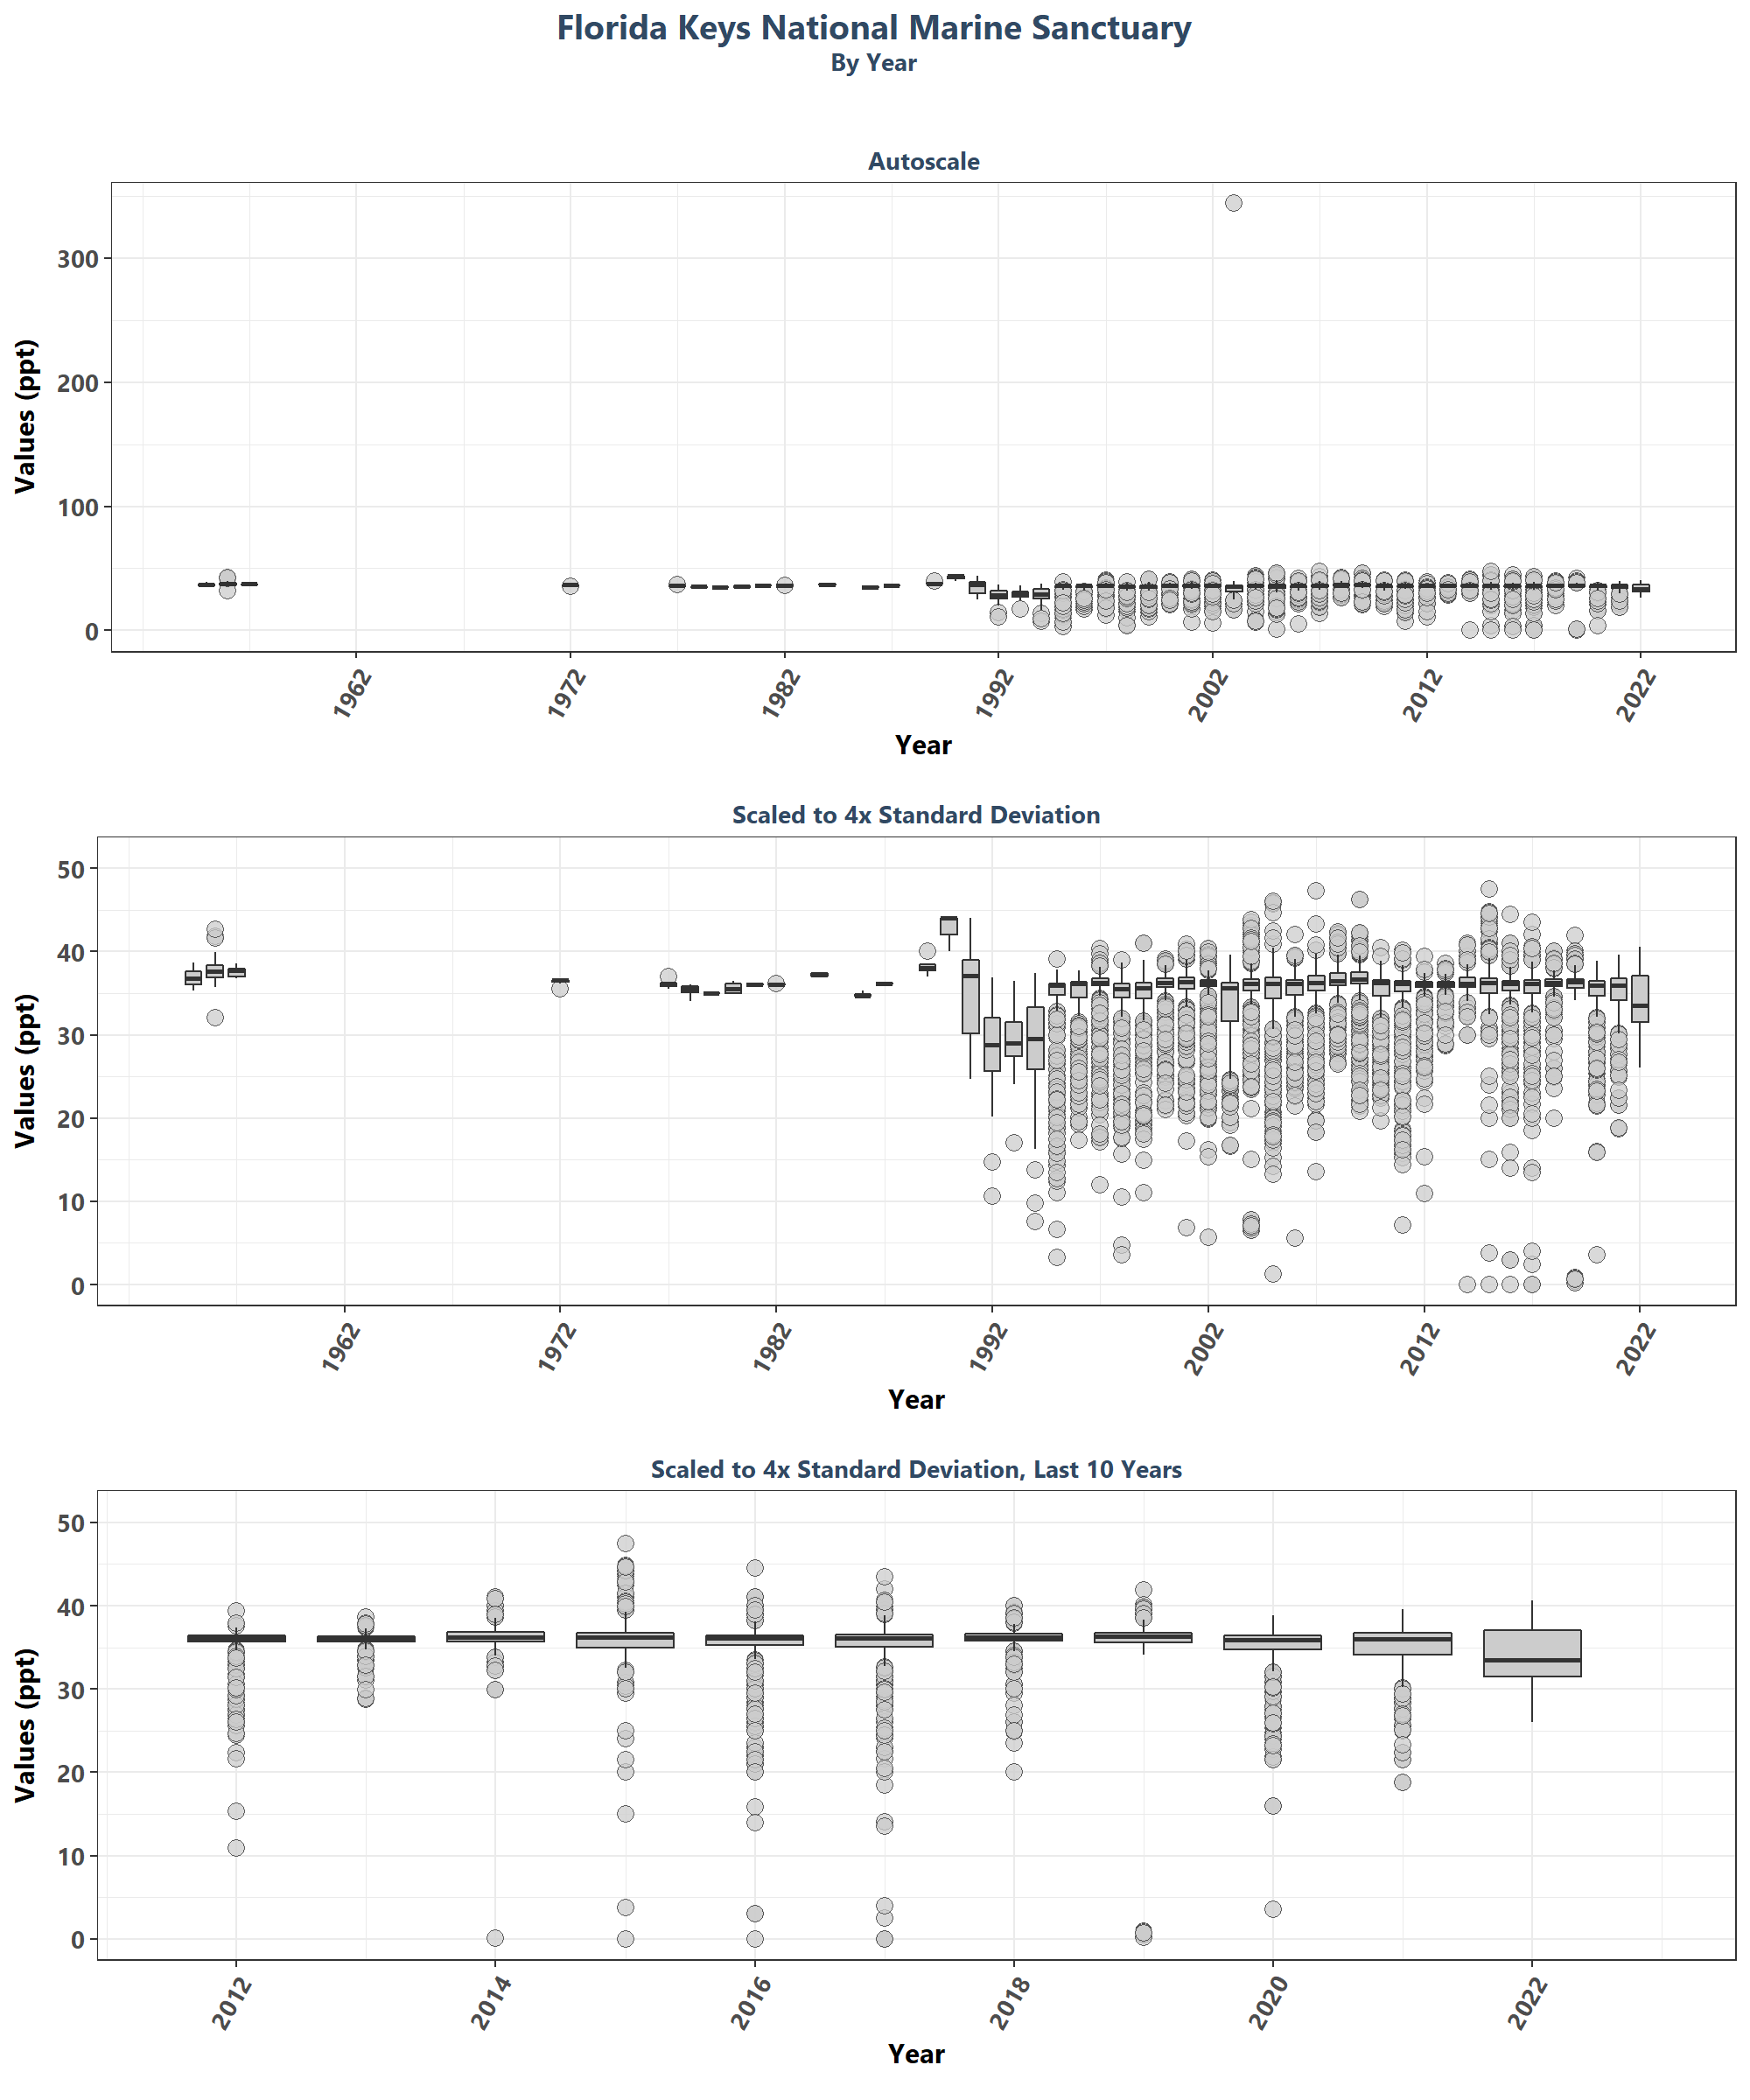 Florida Keys National Marine Sanctuary
By Year
Autoscale
Values (ppt)
300
200
100
0
1962 1972 1982 1992 2002 2012 2022
Year
Scaled to 4x Standard Deviation
Values (ppt)
50
40
30
20
10
0
1962 1972 1982 1992 2002 2012 2022
Year
Scaled to 4x Standard Deviation, Last 10 Years
Values (ppt)
50
40
30
20
10
0
2012 2014 2016 2018 2020 2022
Year